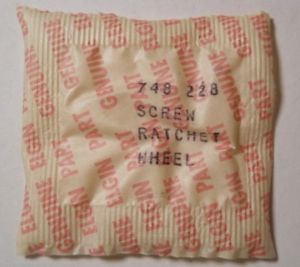 GENUINE ELGIN PART
748 228
SCREW
RATCHET
WHEEL